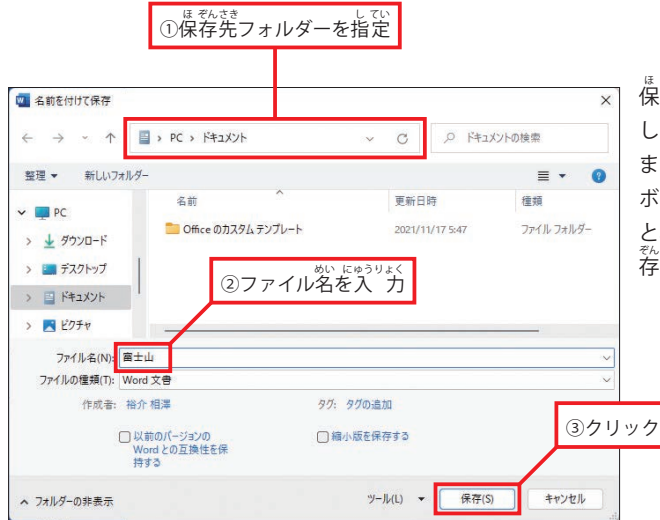 ①保存先フォルダーを指定
ほ ぞんさき
し てい
名前を付けて保存
PC › ドキュメント
ドキュメントの検索
整理 新しいフォルダー
名前 更新日時 種類
PC
Office のカスタム テンプレート 2021/11/17 5:47 ファイル フォルダー
ダウンロード
デスクトップ
②ファイル名を入力
めい にゅうりょく
ドキュメント
ピクチャ
ファイル名(N): 富士山
ファイルの種類(T): Word 文書
作成者: 裕介 相澤 タグ: タグの追加
以前のバージョンの
Word との互換性を保
持する
縮小版を保存する
③クリック
フォルダーの非表示 ツール(L) 保存(S) キャンセル
ほ
保
し
ま
ボ
と
ぞん
存